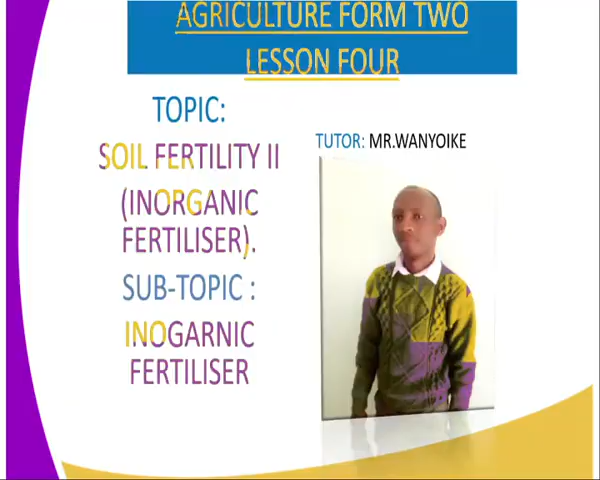 AGRICULTURE FORM TWO
LESSON FOUR
TOPIC:
SOIL FERTILITY II
(INORGANIC
FERTILISER).
SUB-TOPIC :
INOGARNIC
FERTILISER
TUTOR: MR.WANYOIKE